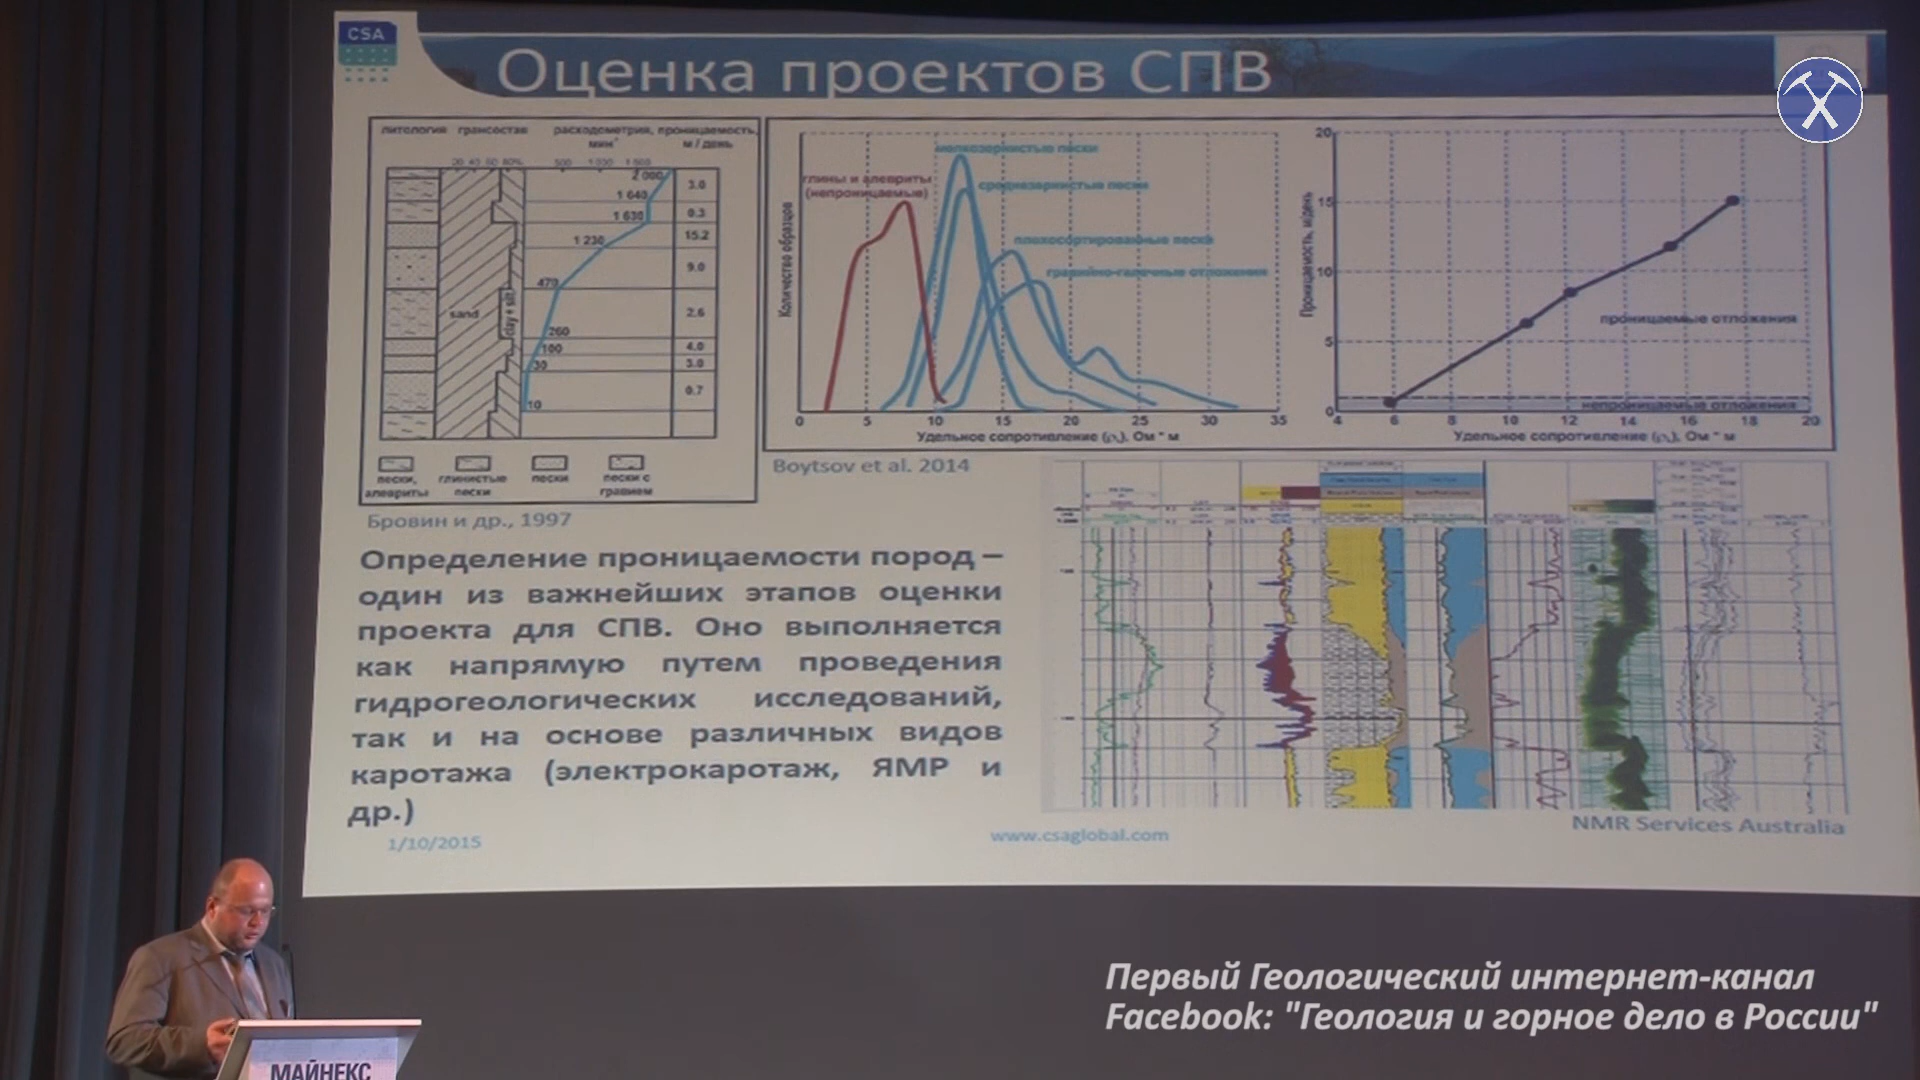 CSA
Оценка проектов СПВ
литология грансостав расходометрия, проницаемость,
мин м / день
20 40 60 80% 500 1 000 1 500
2 000
3.0
1 640
1 630
0.3
1 230
15.2
9.0
470
sand
clay + silt
2.6
260
100
4.0
30
3.0
0.7
10
пески, алевриты
глинистые пески
пески
пески с гравием
Бровин и др., 1997
мелкозернистые пески
глины и алевриты
(непроницаемые)
среднезернистые пески
плохосортированные пески
гравийно-галечные отложения
Количество образцов
0 5 10 15 20 25 30 35
Удельное сопротивление (ρ), Ом * м
Boytsov et al. 2014
Проницаемость, м/день
20
15
10
5
0
проницаемые отложения
непроницаемые отложения
4 6 8 10 12 14 16 18 20
Удельное сопротивление (ρ), Ом * м
Определение проницаемости пород –
один из важнейших этапов оценки
проекта для СПВ. Оно выполняется
как напрямую путем проведения
гидрогеологических исследований,
так и на основе различных видов
каротажа (электрокаротаж, ЯМР и
др.)
NMR Services Australia
1/10/2015
www.csaglobal.com
Первый Геологический интернет-канал
Facebook: "Геология и горное дело в России"
МАЙНЕКС